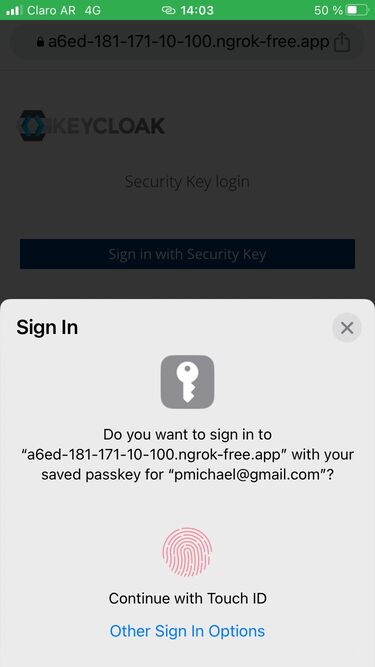 Claro AR 4G 14:03 50 %
a6ed-181-171-10-100.ngrok-free.app
KEYCLOAK
Security Key login
Sign in with Security Key
Sign In
Do you want to sign in to
“a6ed-181-171-10-100.ngrok-free.app” with your
saved passkey for “pmichael@gmail.com”?
Continue with Touch ID
Other Sign In Options